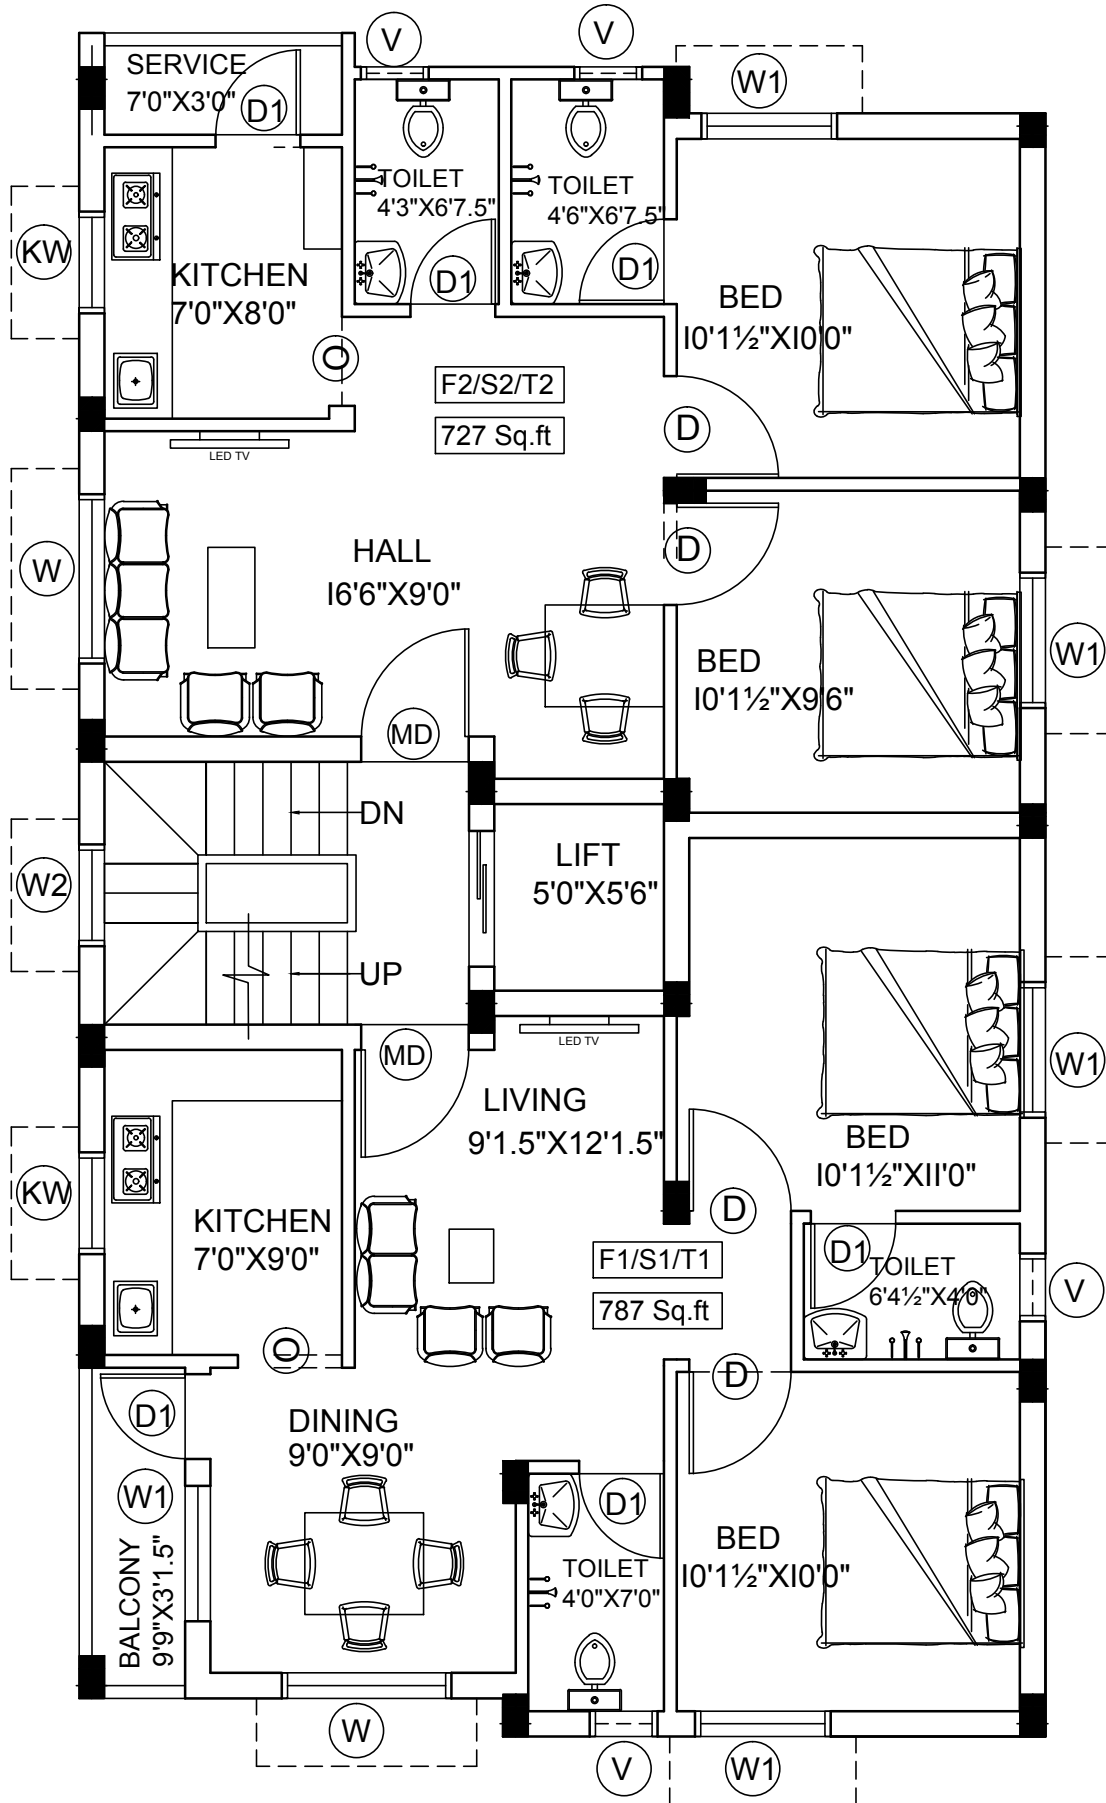 V
V
W1
SERVICE
7'0"X3'0"
D1
TOILET
4'3"X6'7.5"
TOILET
4'6"X6'7.5"
D1
D1
KW
KITCHEN
7'0"X8'0"
O
BED
I0'1½"XI0'0"
F2/S2/T2
727 Sq.ft
D
LED TV
HALL
I6'6"X9'0"
W
D
BED
I0'1½"X9'6"
W1
MD
DN
LIFT
5'0"X5'6"
W2
UP
LED TV
MD
LIVING
9'1.5"X12'1.5"
W1
BED
I0'1½"XII'0"
KW
KITCHEN
7'0"X9'0"
D
F1/S1/T1
787 Sq.ft
D1
TOILET
6'4½"X4'0"
V
O
D
D1
DINING
9'0"X9'0"
W1
BALCONY
9'9"X3'1.5"
D1
TOILET
4'0"X7'0"
BED
I0'1½"XI0'0"
W
V
W1